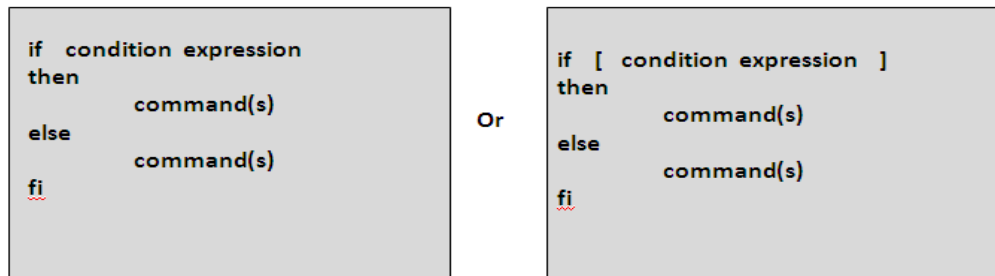 if condition expression
then
command(s)
else
command(s)
fi
Or
if [ condition expression ]
then
command(s)
else
command(s)
fi